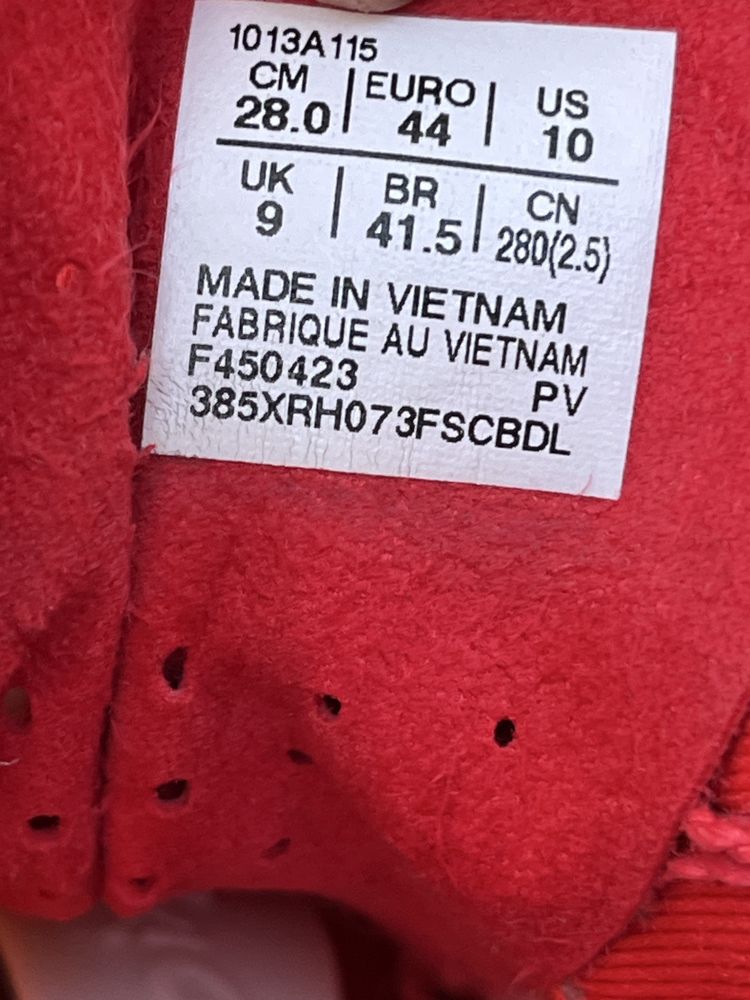 1013A115
CM | EURO | US
28.0 | 44 | 10
UK | BR | CN
9 | 41.5 | 280(2.5)
MADE IN VIETNAM
FABRIQUE AU VIETNAM
F450423 PV
385XRH073FSCBDL